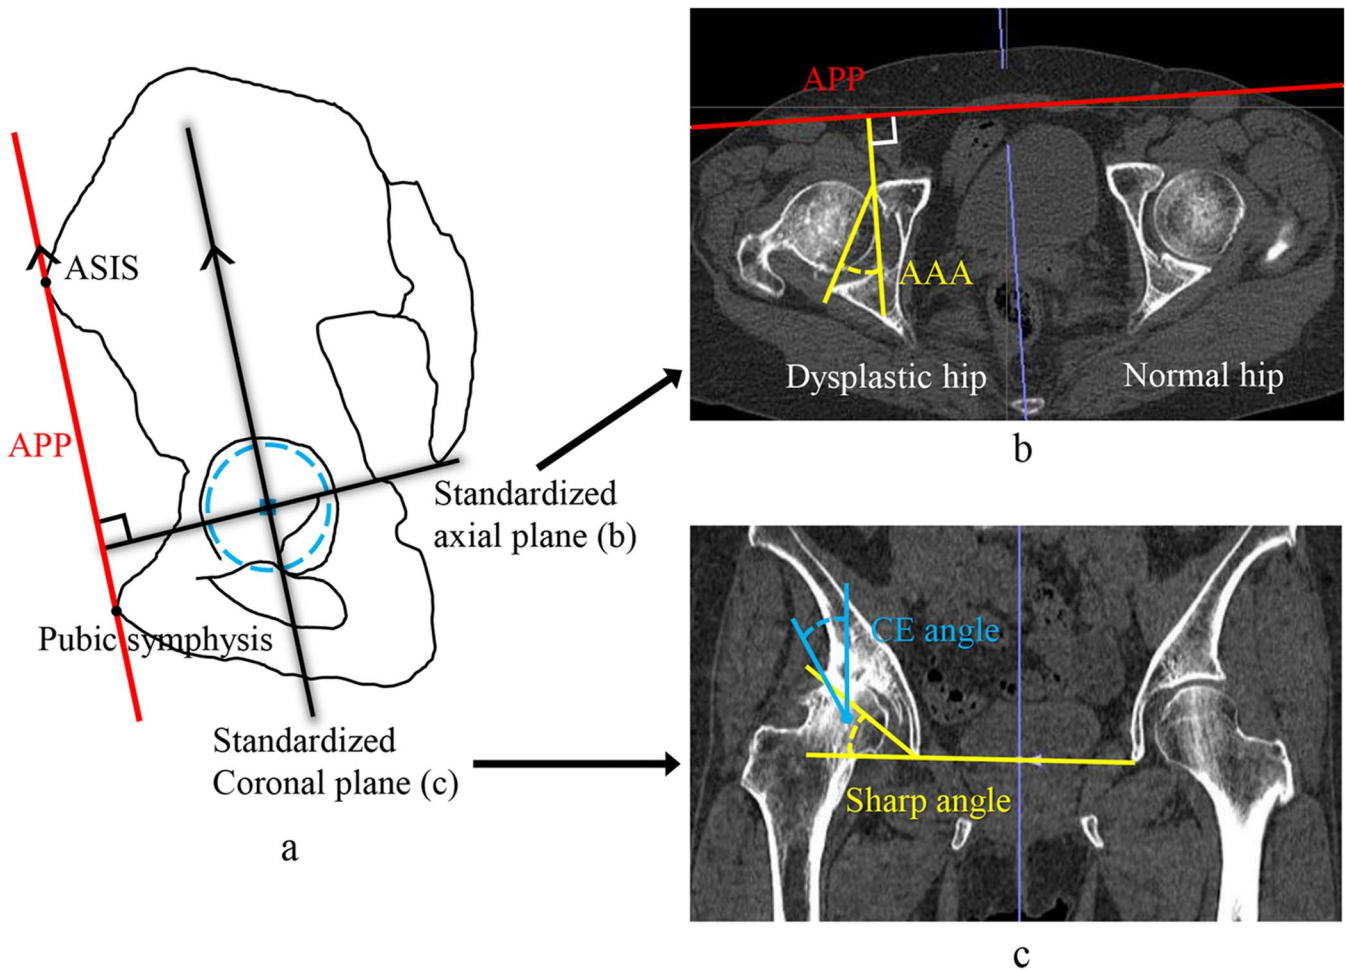 ASIS
APP
Standardized
axial plane (b)
Pubic symphysis
Standardized
Coronal plane (c)
a
APP
AAA
Dysplastic hip
Normal hip
b
CE angle
Sharp angle
c